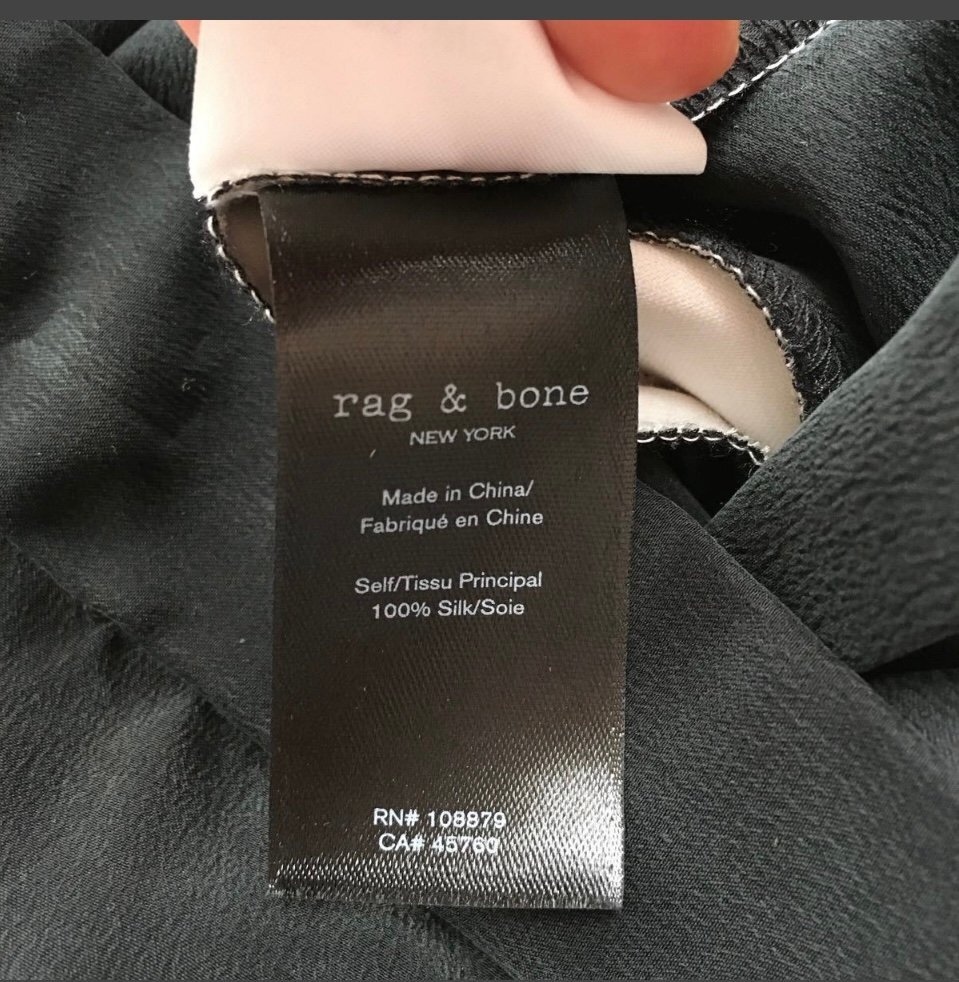 rag & bone
NEW YORK
Made in China/
Fabriqué en Chine
Self/Tissu Principal
100% Silk/Soie
RN# 108879
CA# 45760